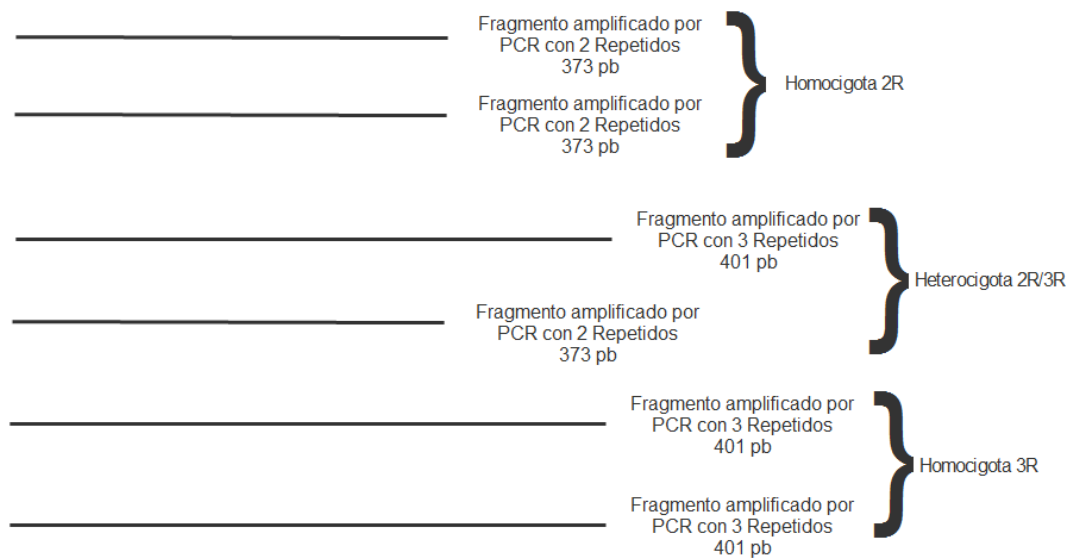 Fragmento amplificado por
PCR con 2 Repetidos
373 pb
Fragmento amplificado por
PCR con 2 Repetidos
373 pb
Homocigota 2R
Fragmento amplificado por
PCR con 3 Repetidos
401 pb
Fragmento amplificado por
PCR con 2 Repetidos
373 pb
Heterocigota 2R/3R
Fragmento amplificado por
PCR con 3 Repetidos
401 pb
Fragmento amplificado por
PCR con 3 Repetidos
401 pb
Homocigota 3R